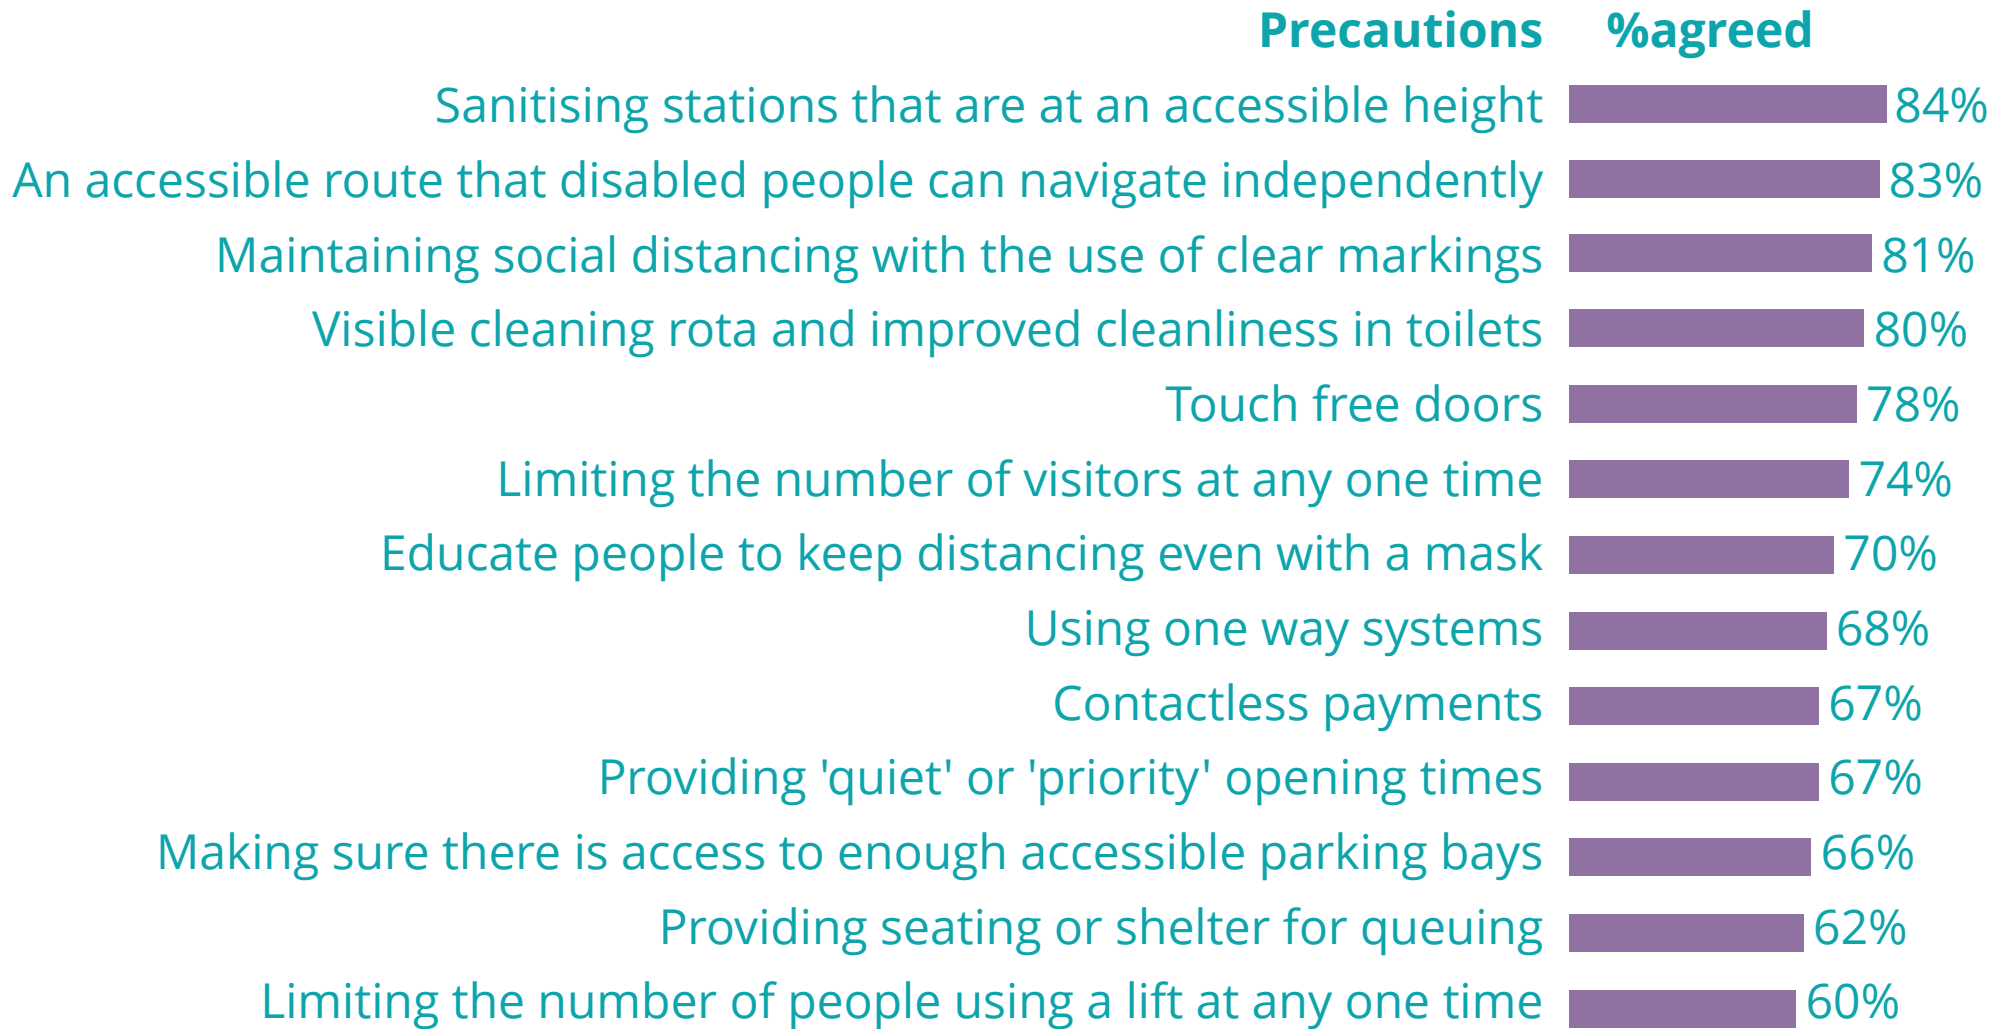 Precautions %agreed
Sanitising stations that are at an accessible height 84%
An accessible route that disabled people can navigate independently 83%
Maintaining social distancing with the use of clear markings 81%
Visible cleaning rota and improved cleanliness in toilets 80%
Touch free doors 78%
Limiting the number of visitors at any one time 74%
Educate people to keep distancing even with a mask 70%
Using one way systems 68%
Contactless payments 67%
Providing 'quiet' or 'priority' opening times 67%
Making sure there is access to enough accessible parking bays 66%
Providing seating or shelter for queuing 62%
Limiting the number of people using a lift at any one time 60%